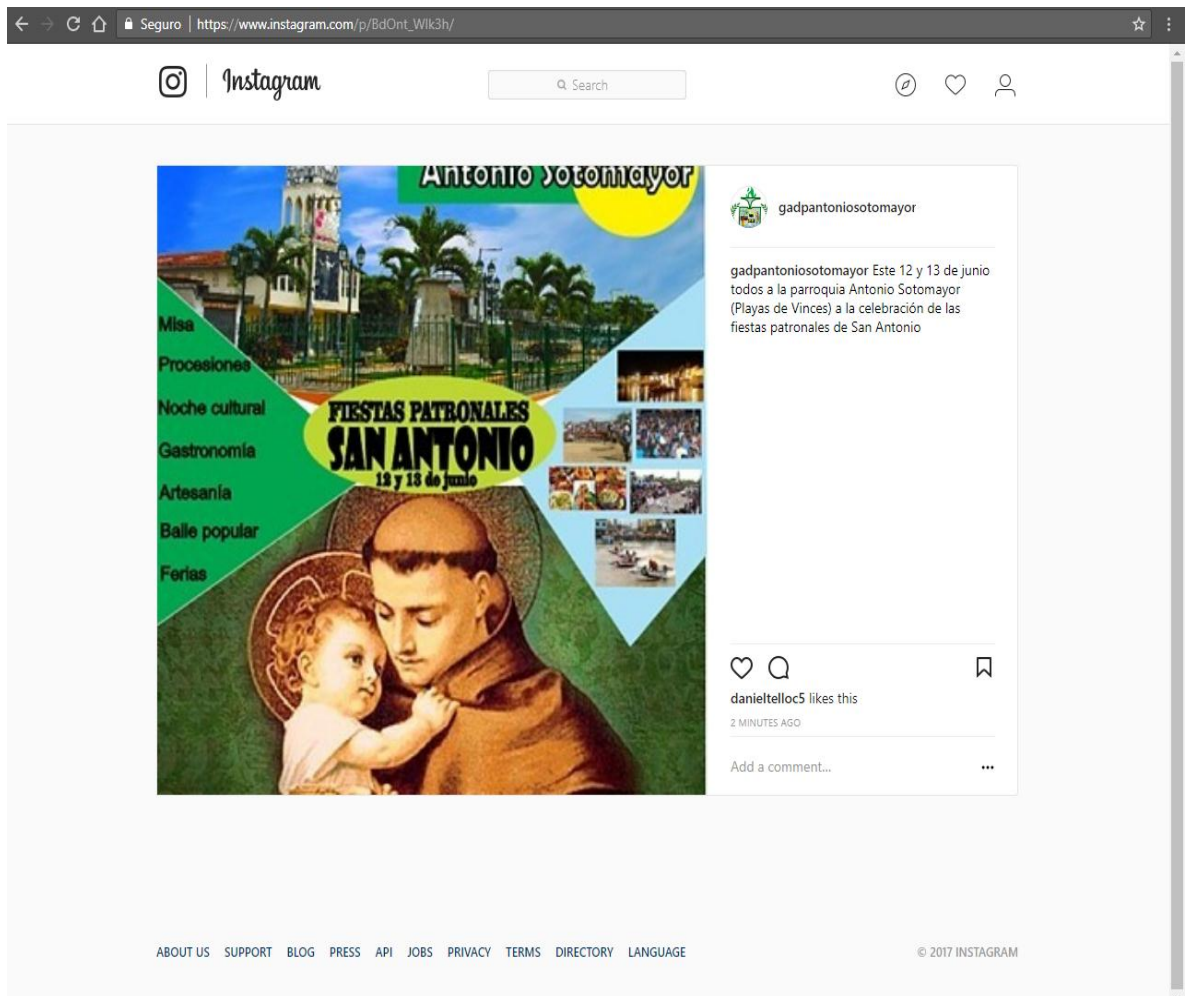 Seguro | https://www.instagram.com/p/BdOnt_Wlk3h/
Instagram
Search
Antonio Sotomayor
Misa
Procesiones
Noche cultural
Gastronomía
Artesanía
Baile popular
Ferias
FIESTAS PATRONALES
SAN ANTONIO
12 y 13 de junio
gadpantoniosotomayor
gadpantoniosotomayor Este 12 y 13 de junio
todos a la parroquia Antonio Sotomayor
(Playas de Vinces) a la celebración de las
fiestas patronales de San Antonio
danieltelloc5 likes this
2 MINUTES AGO
Add a comment...
ABOUT US SUPPORT BLOG PRESS API JOBS PRIVACY TERMS DIRECTORY LANGUAGE
© 2017 INSTAGRAM